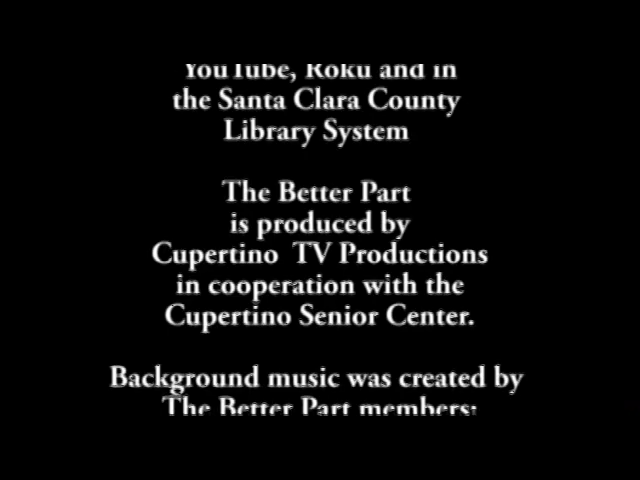 YouTube, Roku and in
the Santa Clara County
Library System
The Better Part
is produced by
Cupertino TV Productions
in cooperation with the
Cupertino Senior Center.
Background music was created by
The Better Part members: